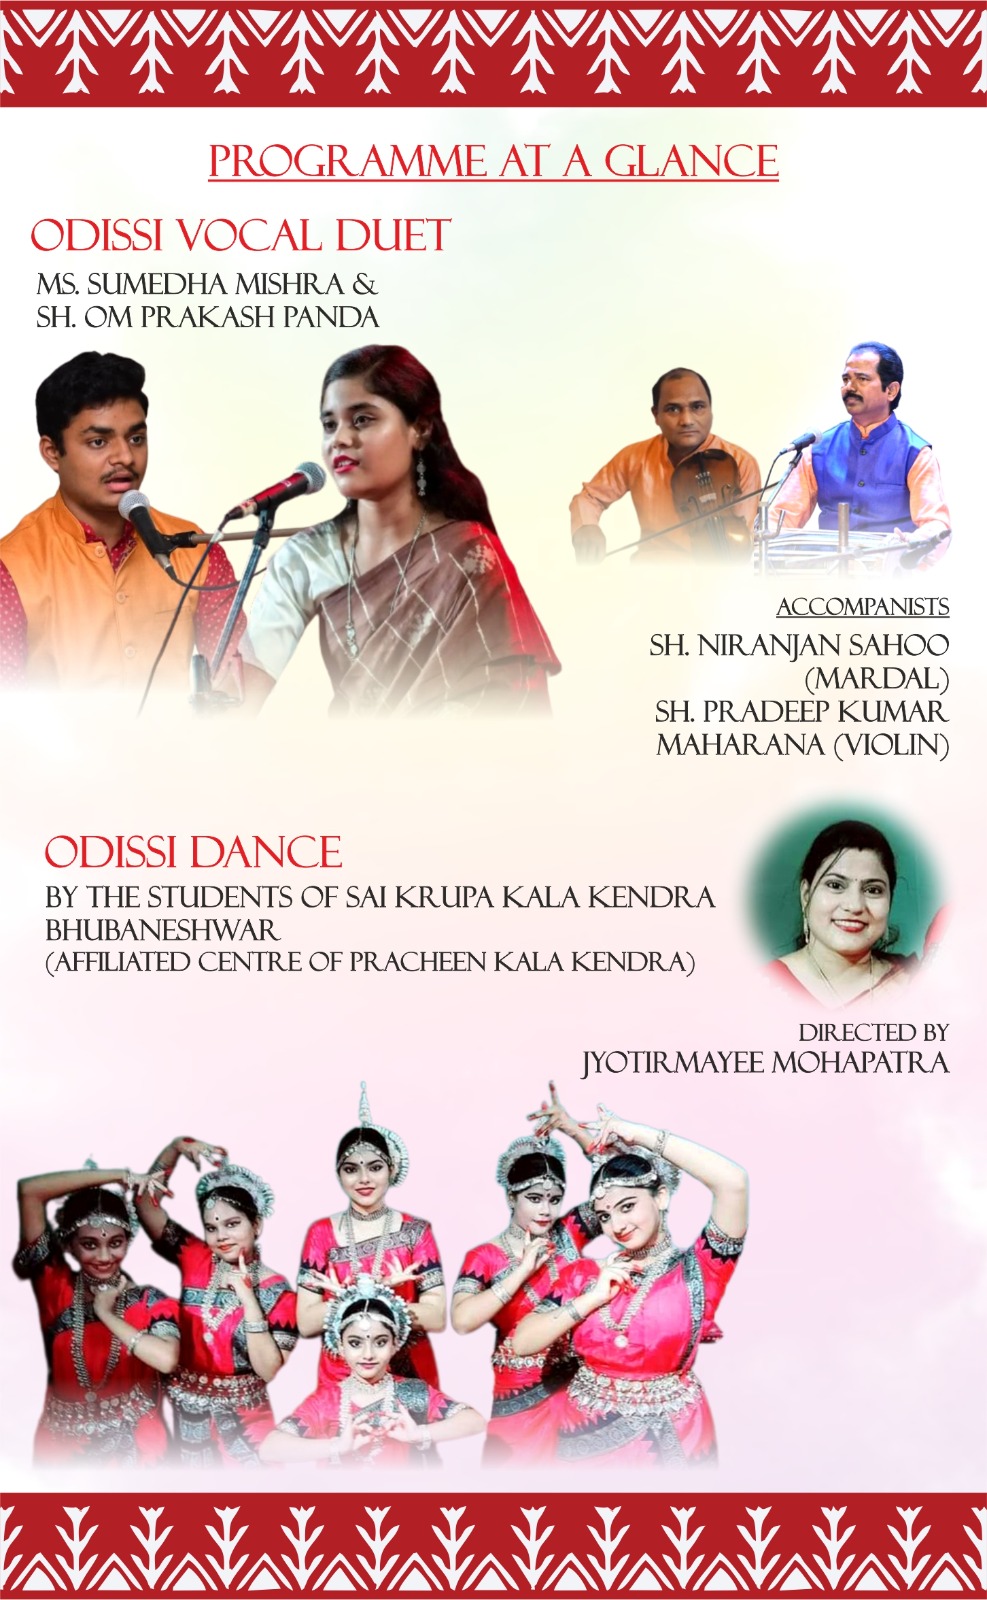 PROGRAMME AT A GLANCE
ODISSI VOCAL DUET
MS. SUMEDHA MISHRA &
SH. OM PRAKASH PANDA
ACCOMPANISTS
SH. NIRANJAN SAHOO
(MARDAL)
SH. PRADEEP KUMAR
MAHARANA (VIOLIN)
ODISSI DANCE
BY THE STUDENTS OF SAI KRUPA KALA KENDRA
BHUBANESHWAR
(AFFILIATED CENTRE OF PRACHEEN KALA KENDRA)
DIRECTED BY
JYOTIRMAYEE MOHAPATRA